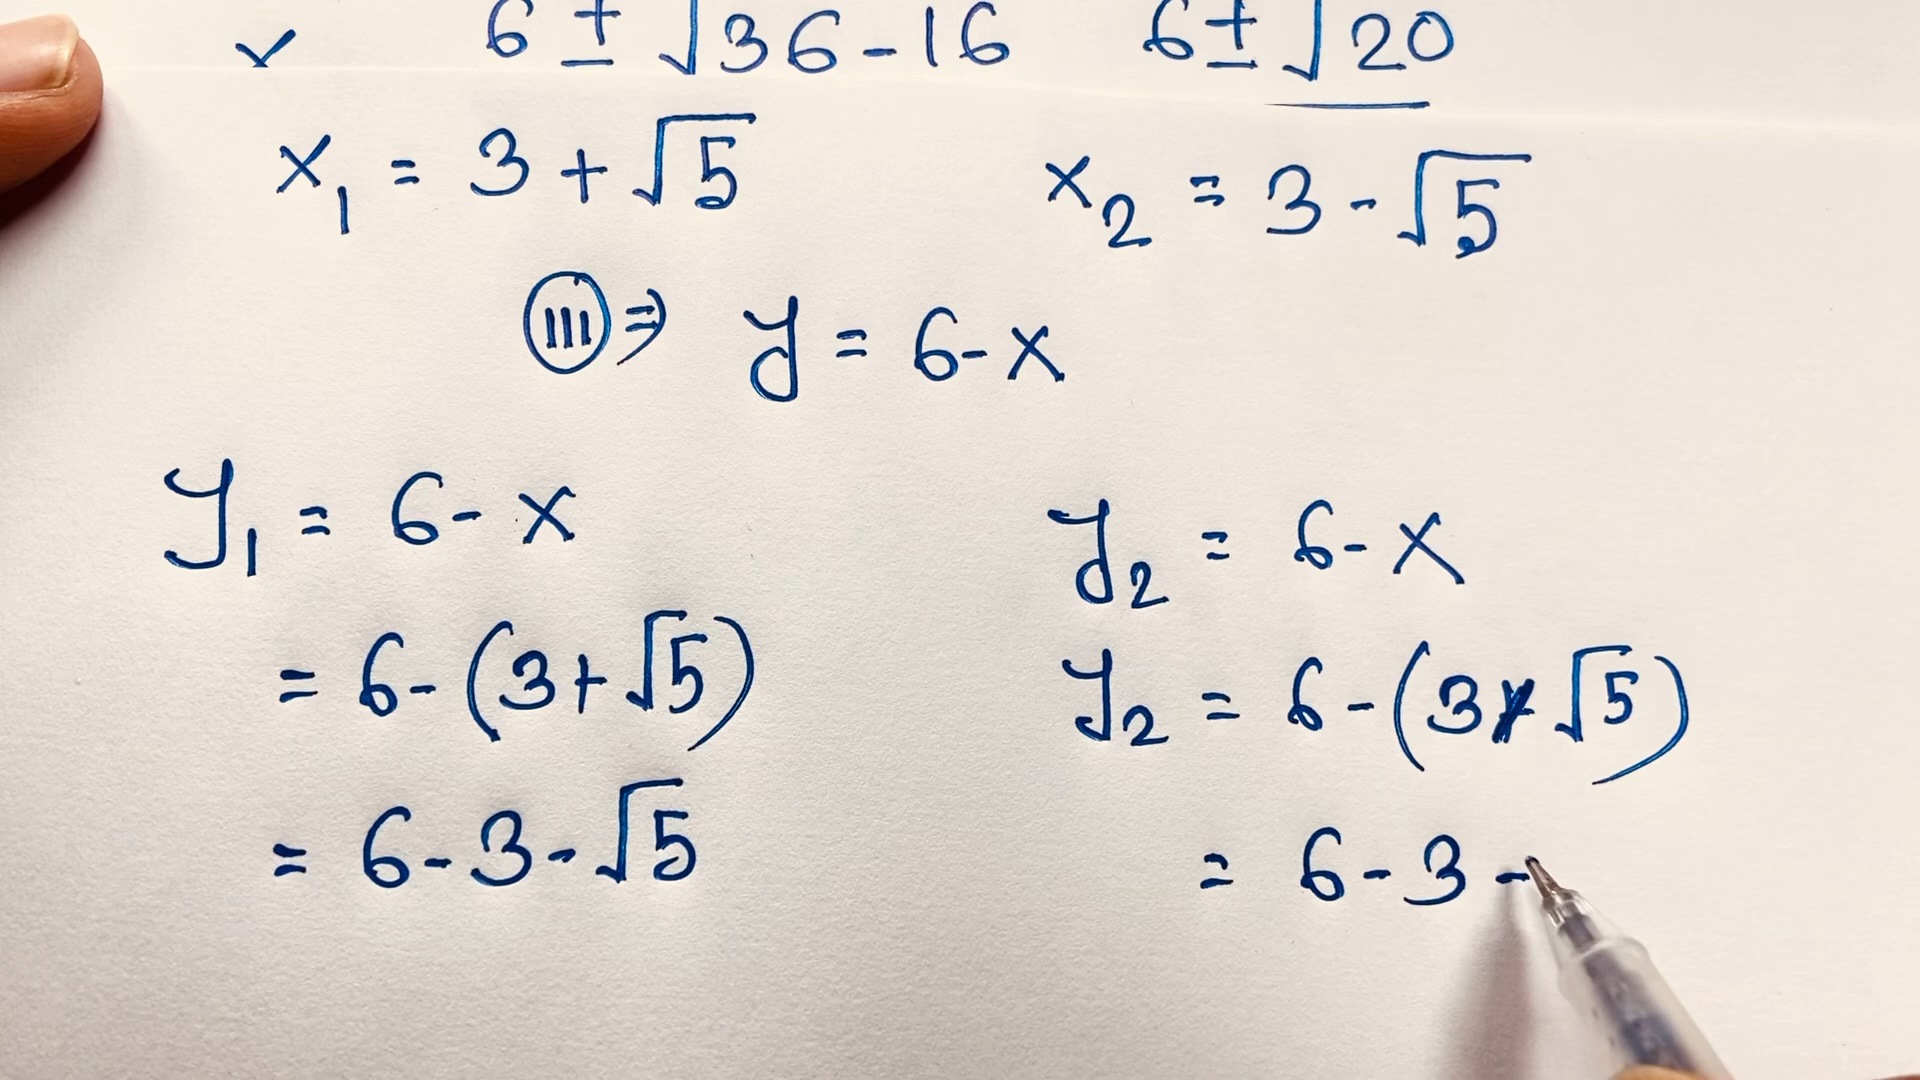 ✓ 6 ± √36-16 6 ± √20
x₁ = 3 + √5 x₂ = 3 - √5
(III) ⇒ y = 6 - x
y₁ = 6 - x y₂ = 6 - x
= 6 - (3 + √5) y₂ = 6 - (3 - √5)
= 6 - 3 - √5 = 6 - 3 -